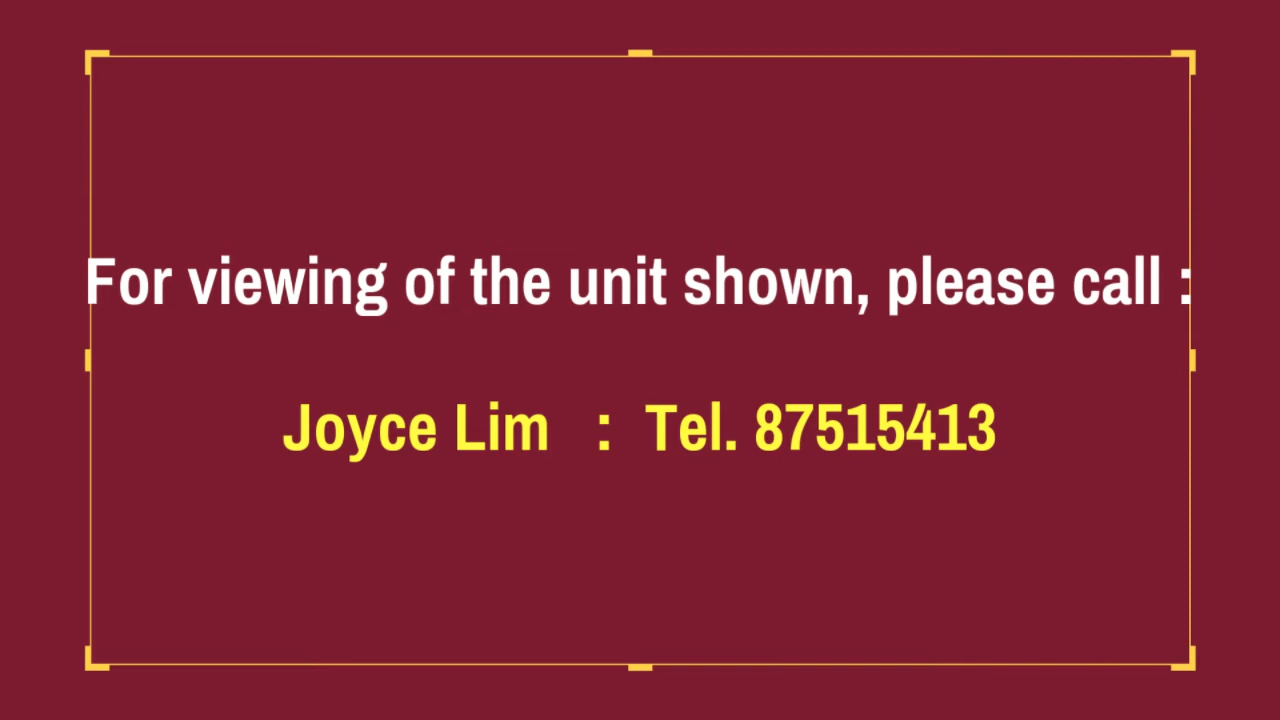 For viewing of the unit shown, please call :
Joyce Lim : Tel. 87515413